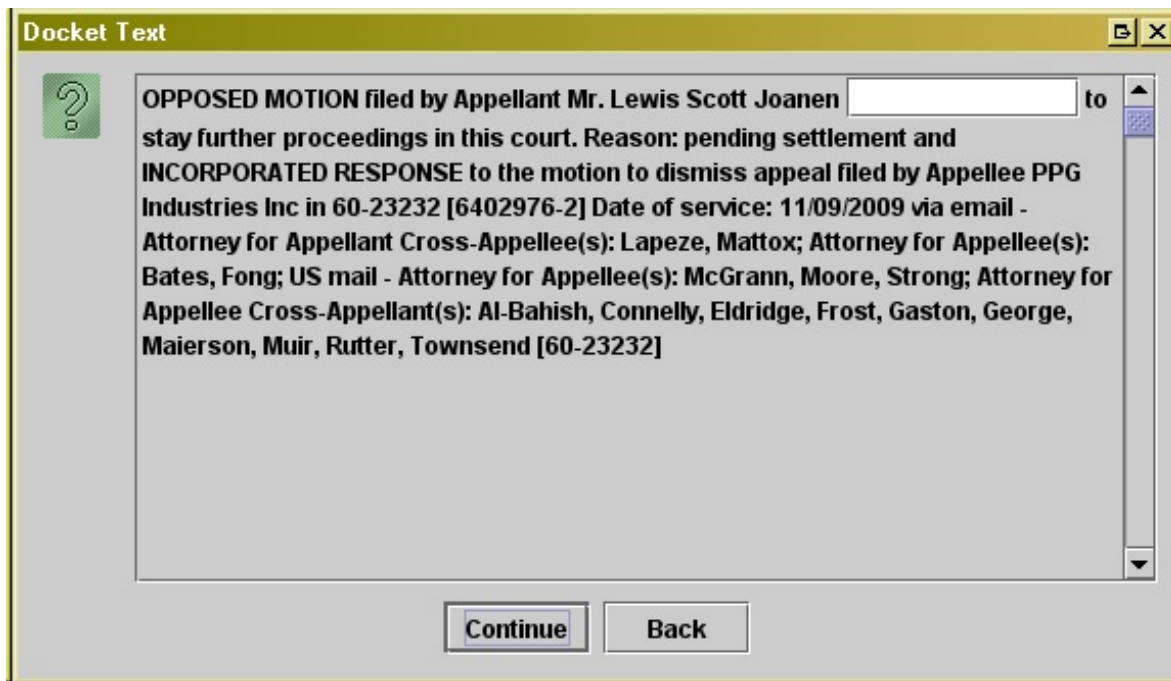 Docket Text
OPPOSED MOTION filed by Appellant Mr. Lewis Scott Joanen to
stay further proceedings in this court. Reason: pending settlement and
INCORPORATED RESPONSE to the motion to dismiss appeal filed by Appellee PPG
Industries Inc in 60-23232 [6402976-2] Date of service: 11/09/2009 via email -
Attorney for Appellant Cross-Appellee(s): Lapeze, Mattox; Attorney for Appellee(s):
Bates, Fong; US mail - Attorney for Appellee(s): McGrann, Moore, Strong; Attorney for
Appellee Cross-Appellant(s): Al-Bahish, Connelly, Eldridge, Frost, Gaston, George,
Maierson, Muir, Rutter, Townsend [60-23232]
Continue Back